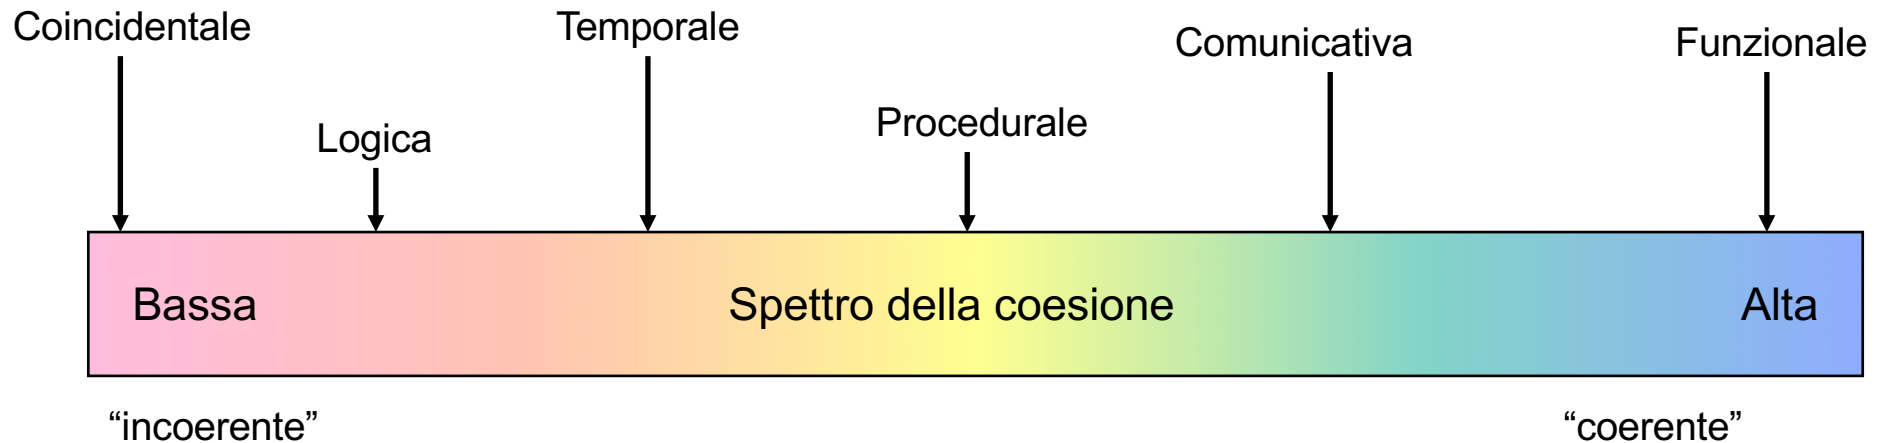 Coincidentale
Temporale
Comunicativa
Funzionale
Logica
Procedurale
Bassa
Spettro della coesione
Alta
“incoerente”
“coerente”